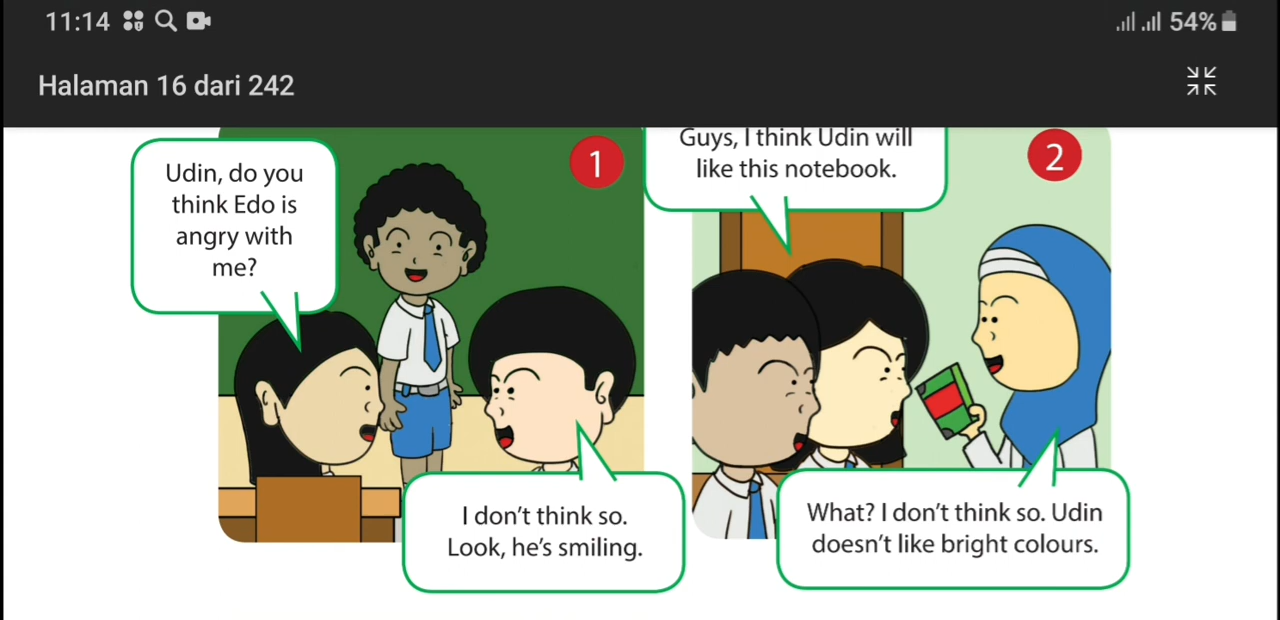 11:14
54%
Halaman 16 dari 242
Udin, do you
think Edo is
angry with
me?
1
I don't think so.
Look, he's smiling.
Guys, I think Udin will
like this notebook.
2
What? I don't think so. Udin
doesn't like bright colours.